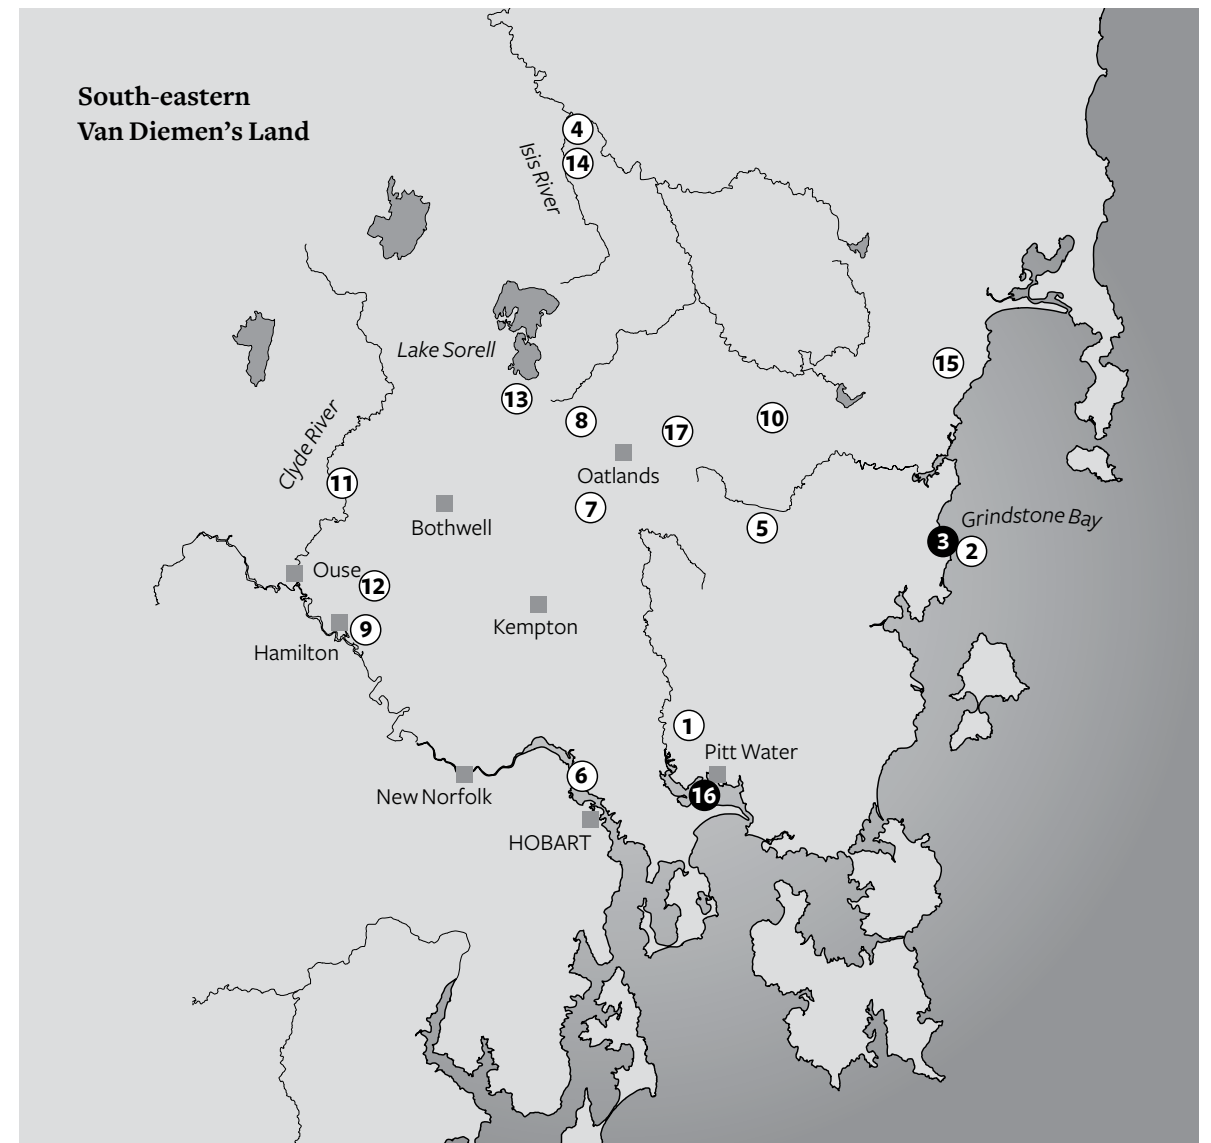 South-eastern
Van Diemen’s Land
4
14
Isis River
15
Lake Sorell
13
8
10
17
Clyde River
Oatlands
11
7
Bothwell
5
Grindstone Bay
3
2
Ouse
12
9
Kempton
Hamilton
1
Pitt Water
6
New Norfolk
16
HOBART